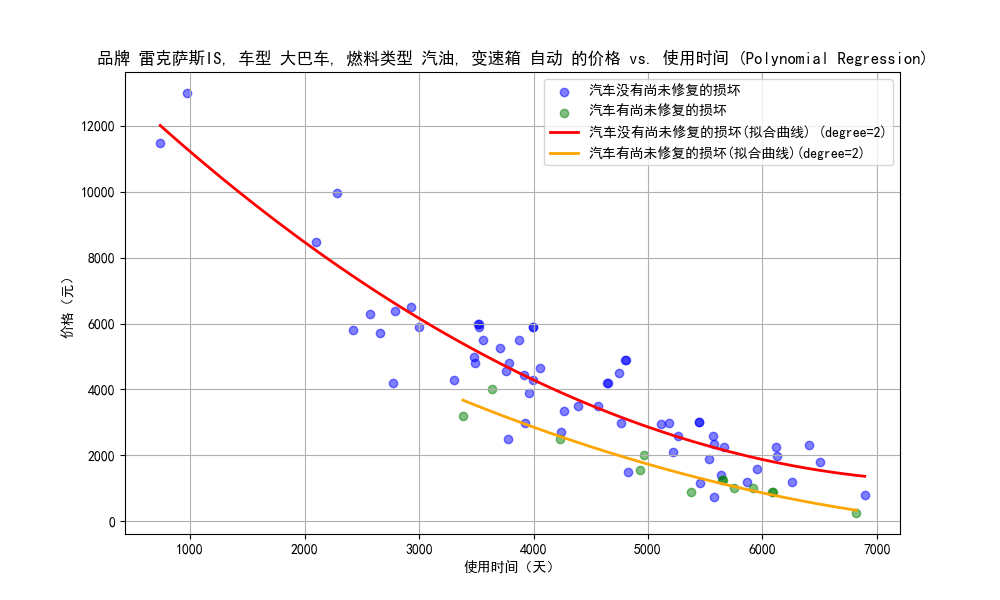 品牌 雷克萨斯IS, 车型 大巴车, 燃料类型 汽油, 变速箱 自动 的价格 vs. 使用时间 (Polynomial Regression)
汽车没有尚未修复的损坏
汽车有尚未修复的损坏
汽车没有尚未修复的损坏(拟合曲线) (degree=2)
汽车有尚未修复的损坏(拟合曲线)(degree=2)
价格（元）
12000
10000
8000
6000
4000
2000
0
1000 2000 3000 4000 5000 6000 7000
使用时间（天）